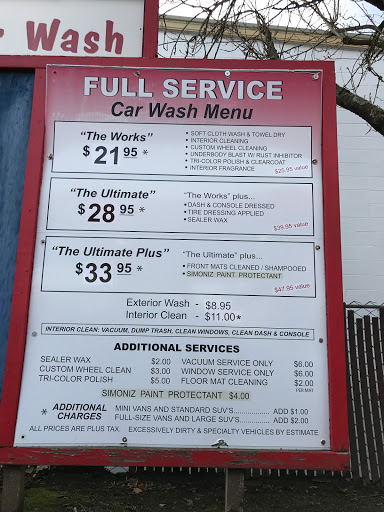 r Wash
FULL SERVICE
Car Wash Menu
"The Works"
$ 21 95 *
• SOFT CLOTH WASH & TOWEL DRY
• INTERIOR CLEANING
• CUSTOM WHEEL CLEANING
• UNDERBODY BLAST W/ RUST INHIBITOR
• TRI-COLOR POLISH & CLEARCOAT
• INTERIOR FRAGRANCE
$25.95 value
"The Ultimate"
$ 28 95 *
"The Works" plus...
• DASH & CONSOLE DRESSED
• TIRE DRESSING APPLIED
• SEALER WAX
$39.95 value
"The Ultimate Plus"
$ 33 95 *
"The Ultimate" plus...
• FRONT MATS CLEANED / SHAMPOOED
• SIMONIZ PAINT PROTECTANT
$47.95 value
Exterior Wash - $8.95
Interior Clean - $11.00*
INTERIOR CLEAN: VACUUM, DUMP TRASH, CLEAN WINDOWS, CLEAN DASH & CONSOLE
ADDITIONAL SERVICES
SEALER WAX $2.00 VACUUM SERVICE ONLY $6.00
CUSTOM WHEEL CLEAN $3.00 WINDOW SERVICE ONLY $6.00
TRI-COLOR POLISH $5.00 FLOOR MAT CLEANING $2.00
PER MAT
SIMONIZ PAINT PROTECTANT $4.00
* ADDITIONAL CHARGES
MINI VANS AND STANDARD SUV'S............... ADD $1.00
FULL-SIZE VANS AND LARGE SUV'S............ ADD $2.00
ALL PRICES ARE PLUS TAX. EXCESSIVELY DIRTY & SPECIALTY VEHICLES BY ESTIMATE